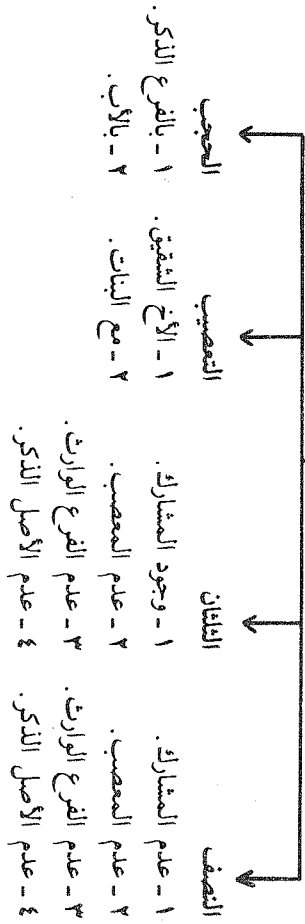 النصف
١ - عدم المشارك.
٢ - عدم المعصب.
٣ - عدم الفرع الوارث.
٤ - عدم الأصل الذكر.
الثلثان
١ - وجود المشارك.
٢ - عدم المعصب.
٣ - عدم الفرع الوارث.
٤ - عدم الأصل الذكر.
التعصيب
١ - الأخ الشقيق.
٢ - مع البنات.
الحجب
١ - بالفرع الذكر.
٢ - بالأب.